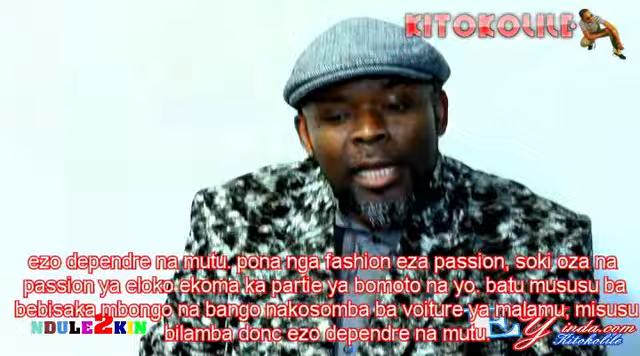 KITOKOLILE
ezo dependre na mutu, pona nga fashion eza passion, soki oza na
passion ya eloko ekoma ka partie ya bomoto na yo, batu mususu ba
bebisaka mbongo na bango nakosomba ba voiture ya malamu, misusu
bilamba donc ezo dependre na mutu.
NDULE2KIN
Yinda.com
Kitokolile